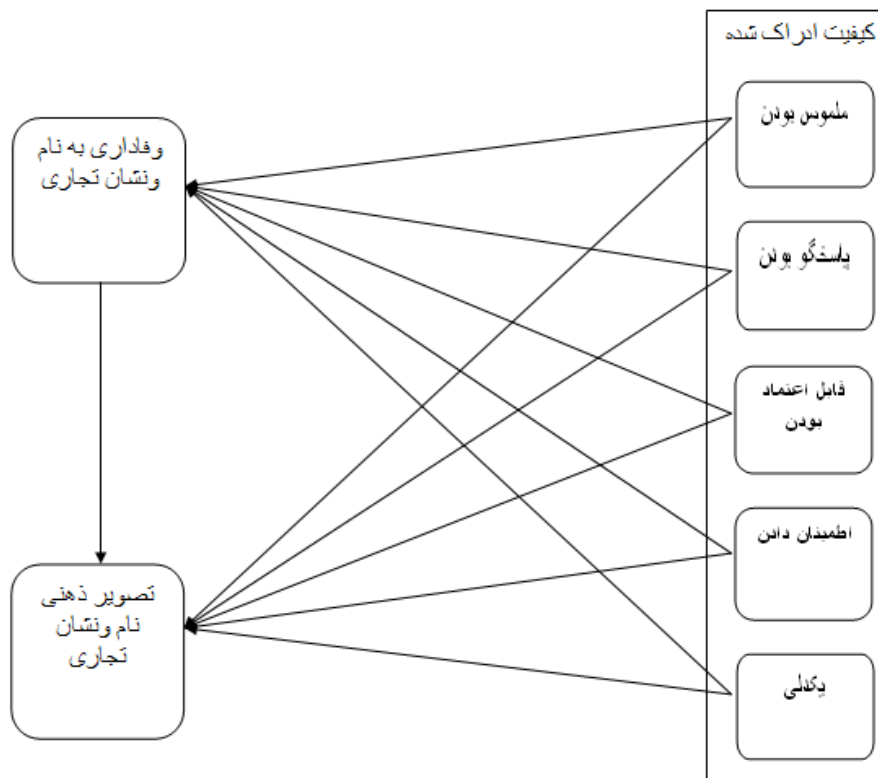 کیفیت ادراک شده
ملموس بودن
پاسخگو بودن
قابل اعتماد
بودن
اطمینان دادن
یکدلی
وفاداری به نام
ونشان تجاری
تصویر ذهنی
نام ونشان
تجاری